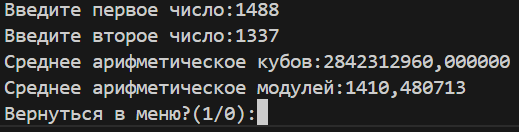 Введите первое число:1488
Введите второе число:1337
Среднее арифметическое кубов:2842312960,000000
Среднее арифметическое модулей:1410,480713
Вернуться в меню?(1/0):